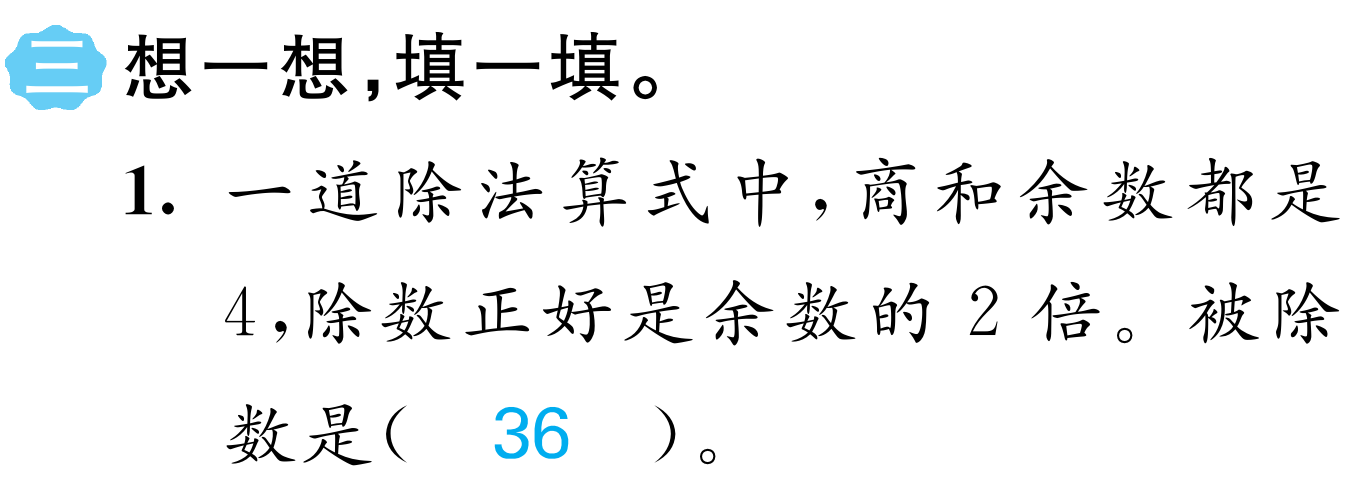 三 想一想,填一填。
1. 一道除法算式中,商和余数都是
4,除数正好是余数的 2 倍。被除
数是( 36 )。